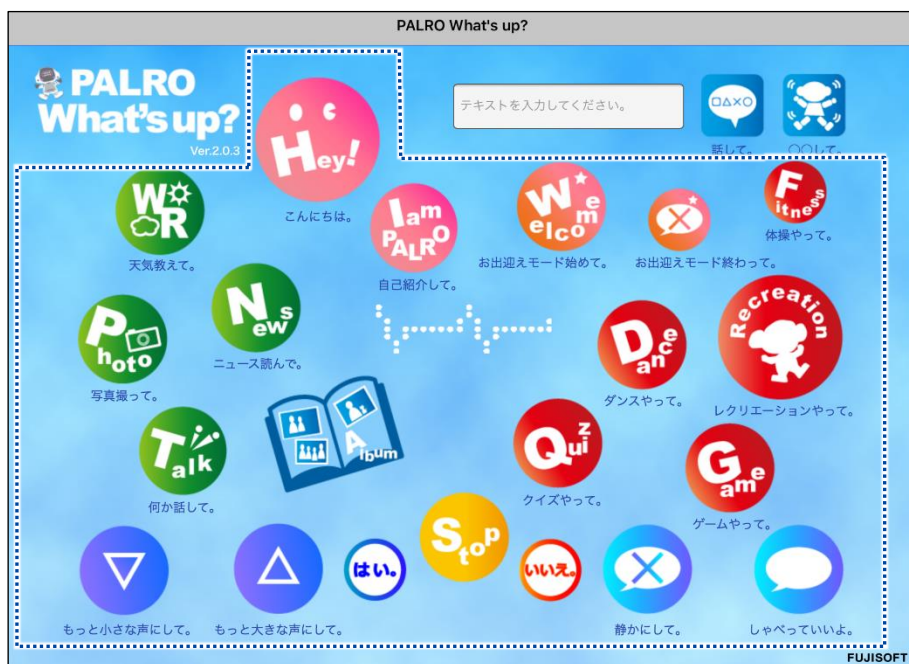 PALRO What's up?
PALRO
What's up?
Ver.2.0.3
Hey!
こんにちは。
テキストを入力してください。
話して。
○○して。
WR
天気教えて。
I am PALRO
自己紹介して。
Welcome
お出迎えモード始めて。
お出迎えモード終わって。
Fitness
体操やって。
Photo
写真撮って。
News
ニュース読んで。
Dance
ダンスやって。
Recreation
レクリエーションやって。
Talk
何か話して。
Album
Quiz
クイズやって。
Game
ゲームやって。
もっと小さな声にして。
もっと大きな声にして。
はい。
Stop
いいえ。
静かにして。
しゃべっていいよ。
FUJISOFT